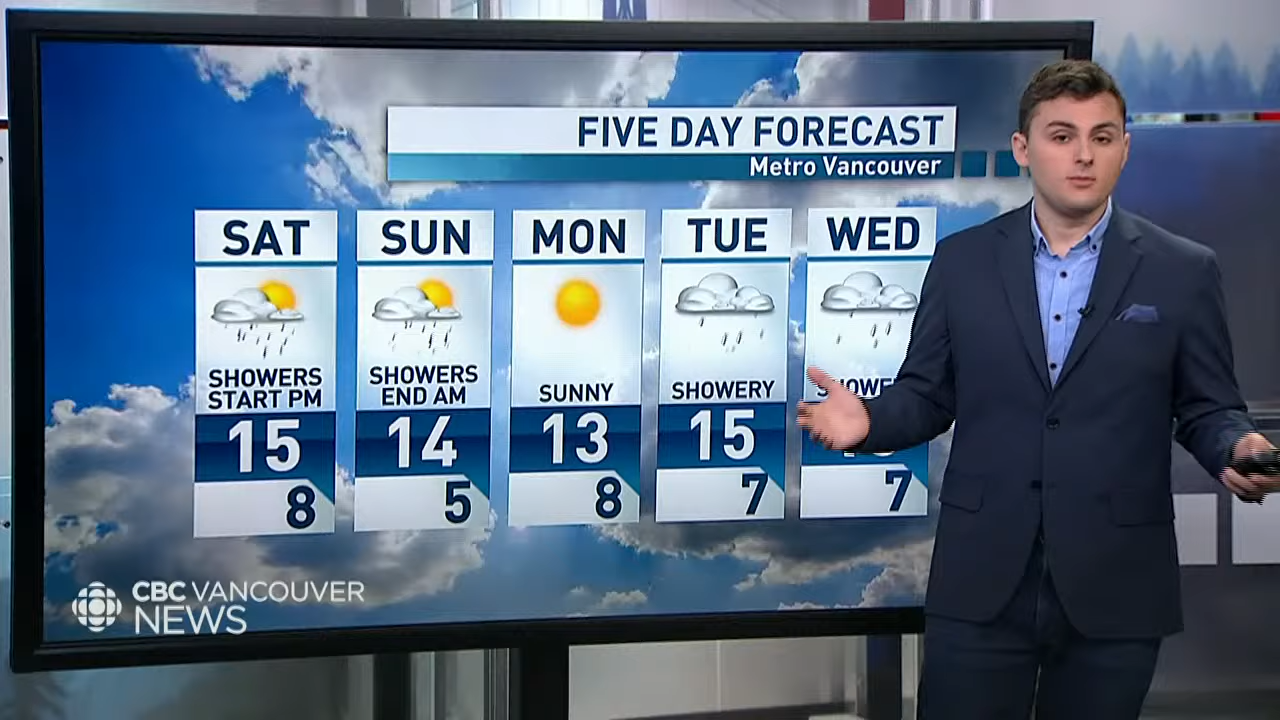 FIVE DAY FORECAST
Metro Vancouver
SAT
SHOWERS
START PM
15
8
SUN
SHOWERS
END AM
14
5
MON
SUNNY
13
8
TUE
SHOWERY
15
7
WED
7
CBC VANCOUVER
NEWS